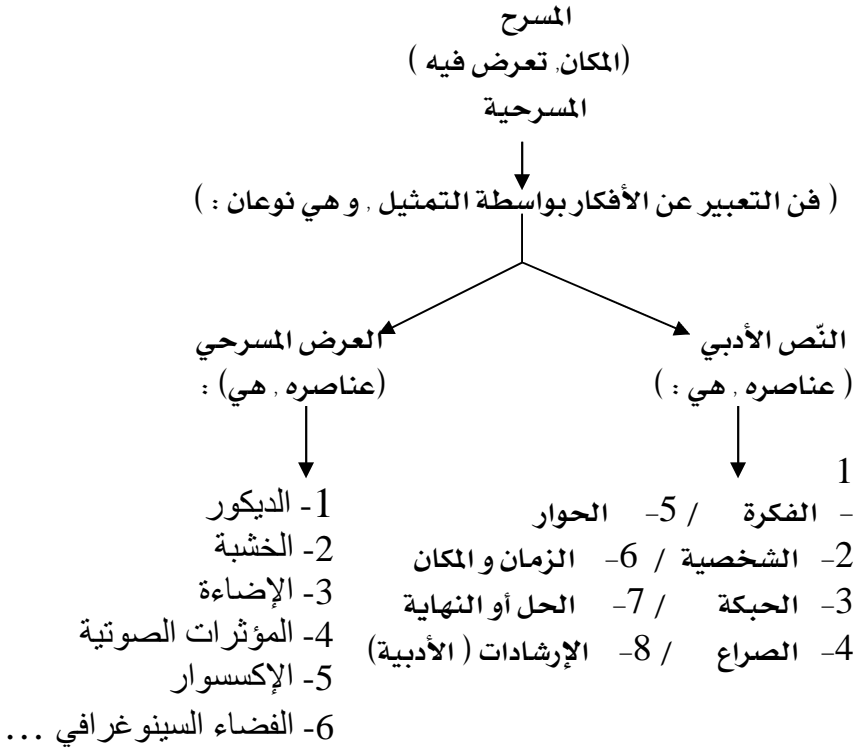 المسرح
(المكان, تعرض فيه )
المسرحية
( فن التعبير عن الأفكار بواسطة التمثيل , و هي نوعان : )
النّص الأدبي
( عناصره , هي : )
1
- الفكرة / 5- الحوار
2- الشخصية / 6- الزمان و المكان
3- الحبكة / 7- الحل أو النهاية
4- الصراع / 8- الإرشادات ( الأدبية)
العرض المسرحي
(عناصره , هي) :
1- الديكور
2- الخشبة
3- الإضاءة
4- المؤثرات الصوتية
5- الإكسسوار
6- الفضاء السينوغرافي ...